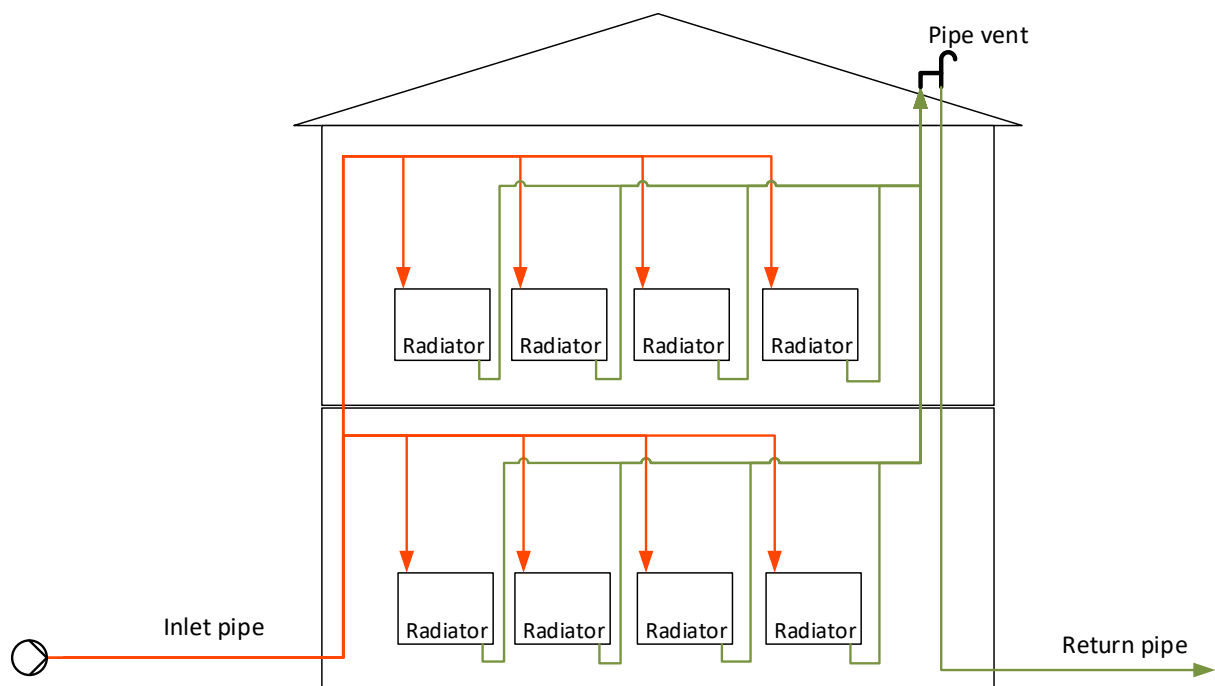 Pipe vent
Radiator
Radiator
Radiator
Radiator
Radiator
Radiator
Radiator
Radiator
Inlet pipe
Return pipe